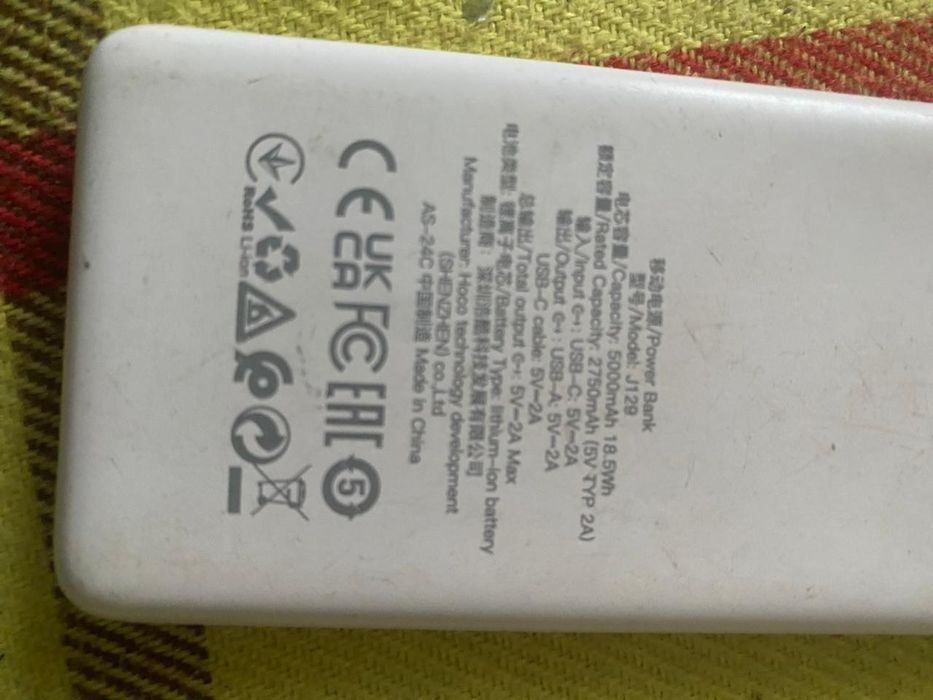 移动电源/Power Bank
型号/Model: J129
电芯容量/Capacity: 5000mAh 18.5Wh
额定容量/Rated Capacity: 2750mAh (5V TYP 2A)
输入/Input G→: USB-C: 5V⎓2A
输出/Output G→: USB-A: 5V⎓2A
USB-C cable: 5V⎓2A
总输出/Total output G→: 5V⎓2A Max
电池类型: 锂离子电芯/Battery Type: lithium-ion battery
制造商: 深圳浩酷科技发展有限公司
Manufacturer: Hoco technology development
(SHENZHEN) co.,Ltd
AS-24C 中国制造 Made in China
CE UKCA FC EAC 5
RoHS Li-ion